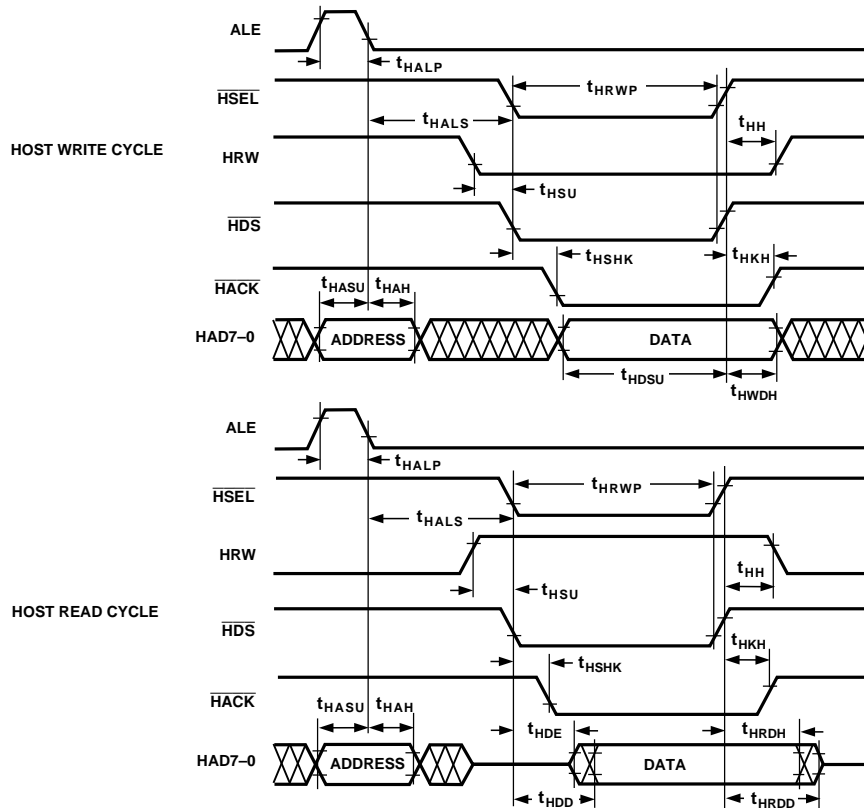 ALE
tHALP
HSEL
tHRWP
tHALS
tHH
HOST WRITE CYCLE
HRW
tHSU
HDS
tHSHK
tHKH
HACK
tHASU
tHAH
HAD7–0
ADDRESS
DATA
tHDSU
tHWDH
ALE
tHALP
HSEL
tHRWP
tHALS
HRW
tHH
tHSU
HOST READ CYCLE
HDS
tHKH
tHSHK
HACK
tHASU
tHAH
tHDE
tHRDH
HAD7–0
ADDRESS
DATA
tHDD
tHRDD